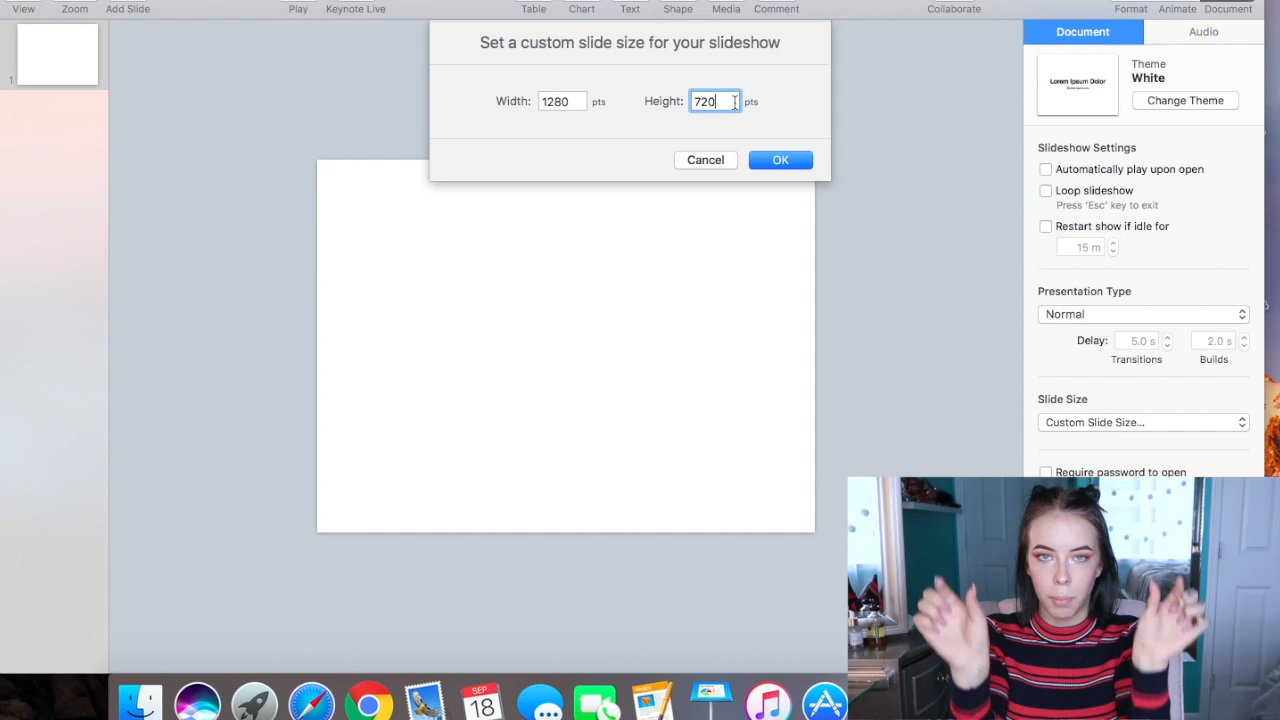 View Zoom Add Slide Play Keynote Live Table Chart Text Shape Media Comment Collaborate Format Animate Document
Set a custom slide size for your slideshow
Width: 1280 pts Height: 720 pts
Cancel OK
1
Document Audio
Lorem Ipsum Dolor
Theme
White
Change Theme
Slideshow Settings
Automatically play upon open
Loop slideshow
Press 'Esc' key to exit
Restart show if idle for
15 m
Presentation Type
Normal
Delay: 5.0 s 2.0 s
Transitions Builds
Slide Size
Custom Slide Size...
Require password to open
SEP
18